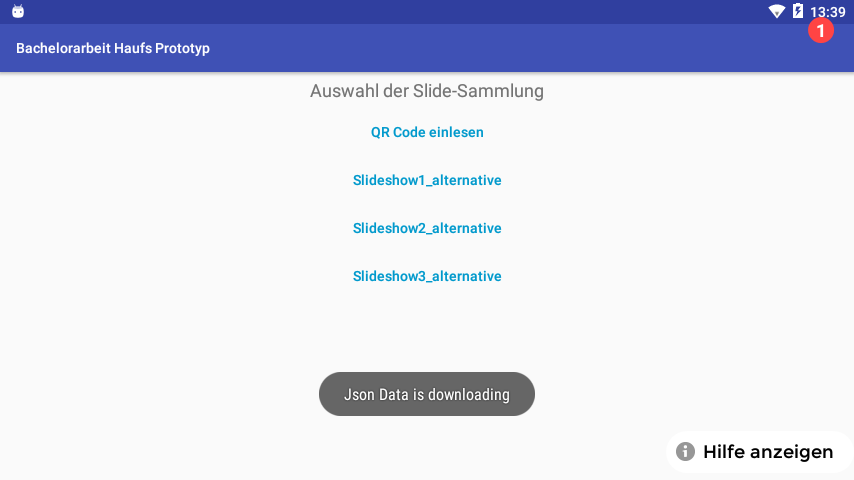 13:39
1
Bachelorarbeit Haufs Prototyp
Auswahl der Slide-Sammlung
QR Code einlesen
Slideshow1_alternative
Slideshow2_alternative
Slideshow3_alternative
Json Data is downloading
Hilfe anzeigen